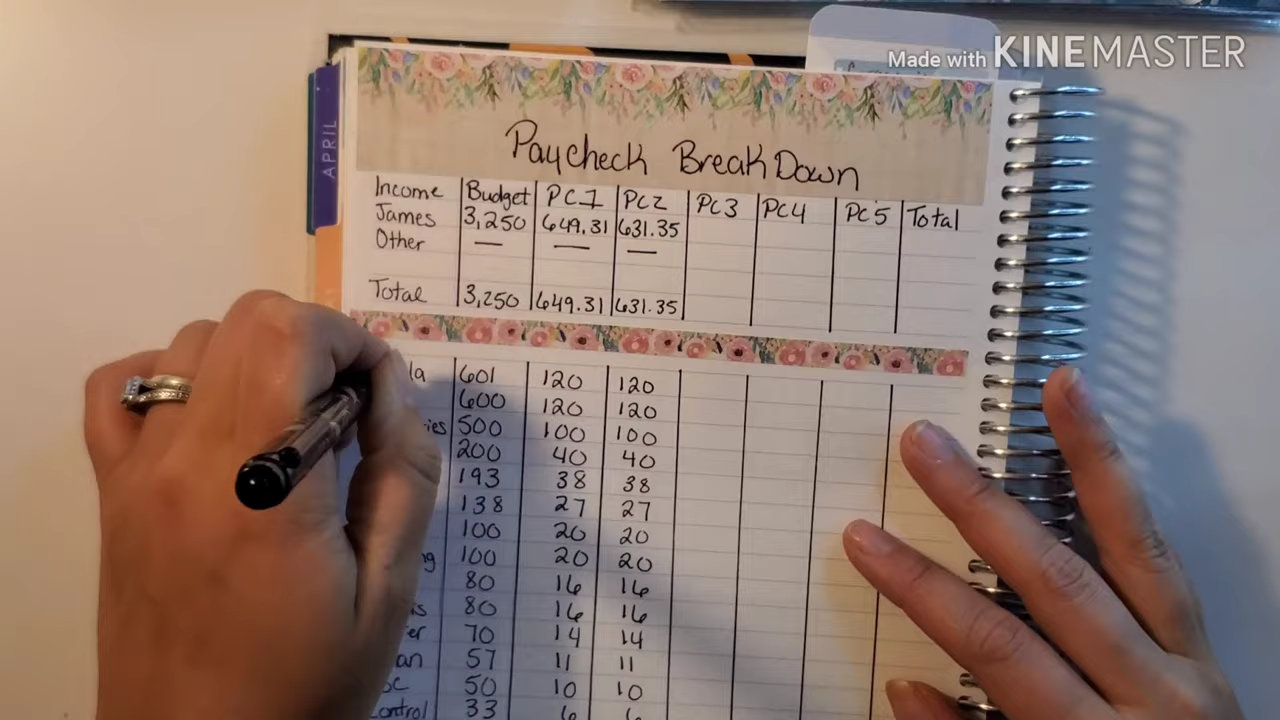 Made with KINEMASTER
APRIL
Paycheck BreakDown
Income Budget PC1 PC2 PC3 PC4 PC5 Total
James 3,250 649.31 631.35
Other — — —
Total 3,250 649.31 631.35
la 601 120 120
600 120 120
ies 500 100 100
200 40 40
193 38 38
138 27 27
100 20 20
g 100 20 20
80 16 16
s 80 16 16
er 70 14 14
an 57 11 11
50 10 10
control 33 6 6